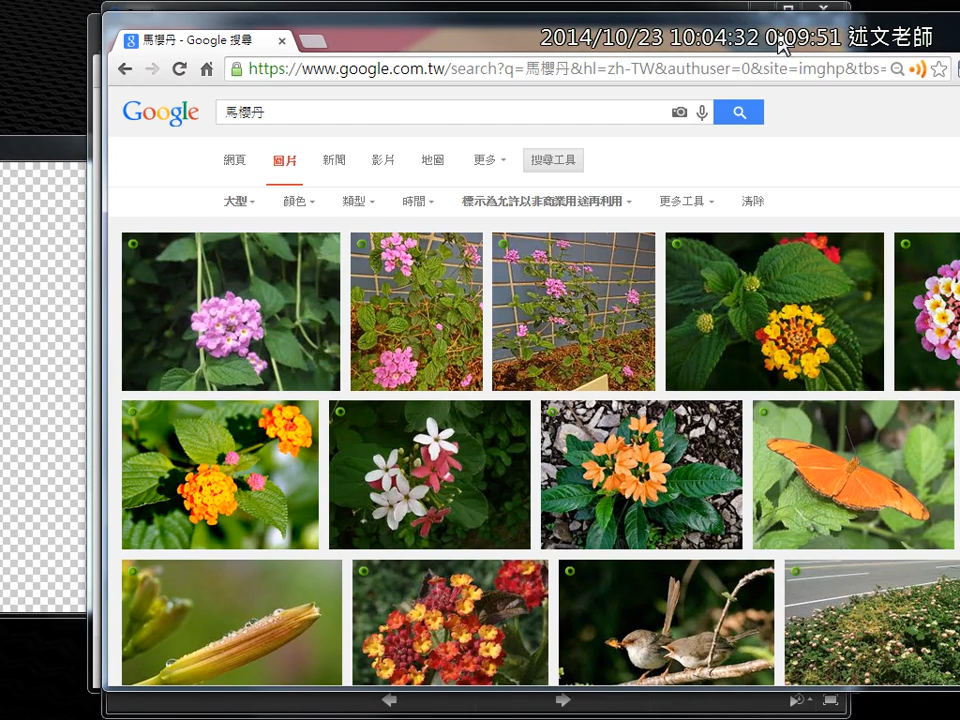 馬櫻丹 - Google 搜尋
2014/10/23 10:04:32 0:09:51 述文老師
https://www.google.com.tw/search?q=馬櫻丹&hl=zh-TW&authuser=0&site=imghp&tbs=
Google 馬櫻丹
網頁 圖片 新聞 影片 地圖 更多 搜尋工具
大型 顏色 類型 時間 標示為允許以非商業用途再利用 更多工具 清除